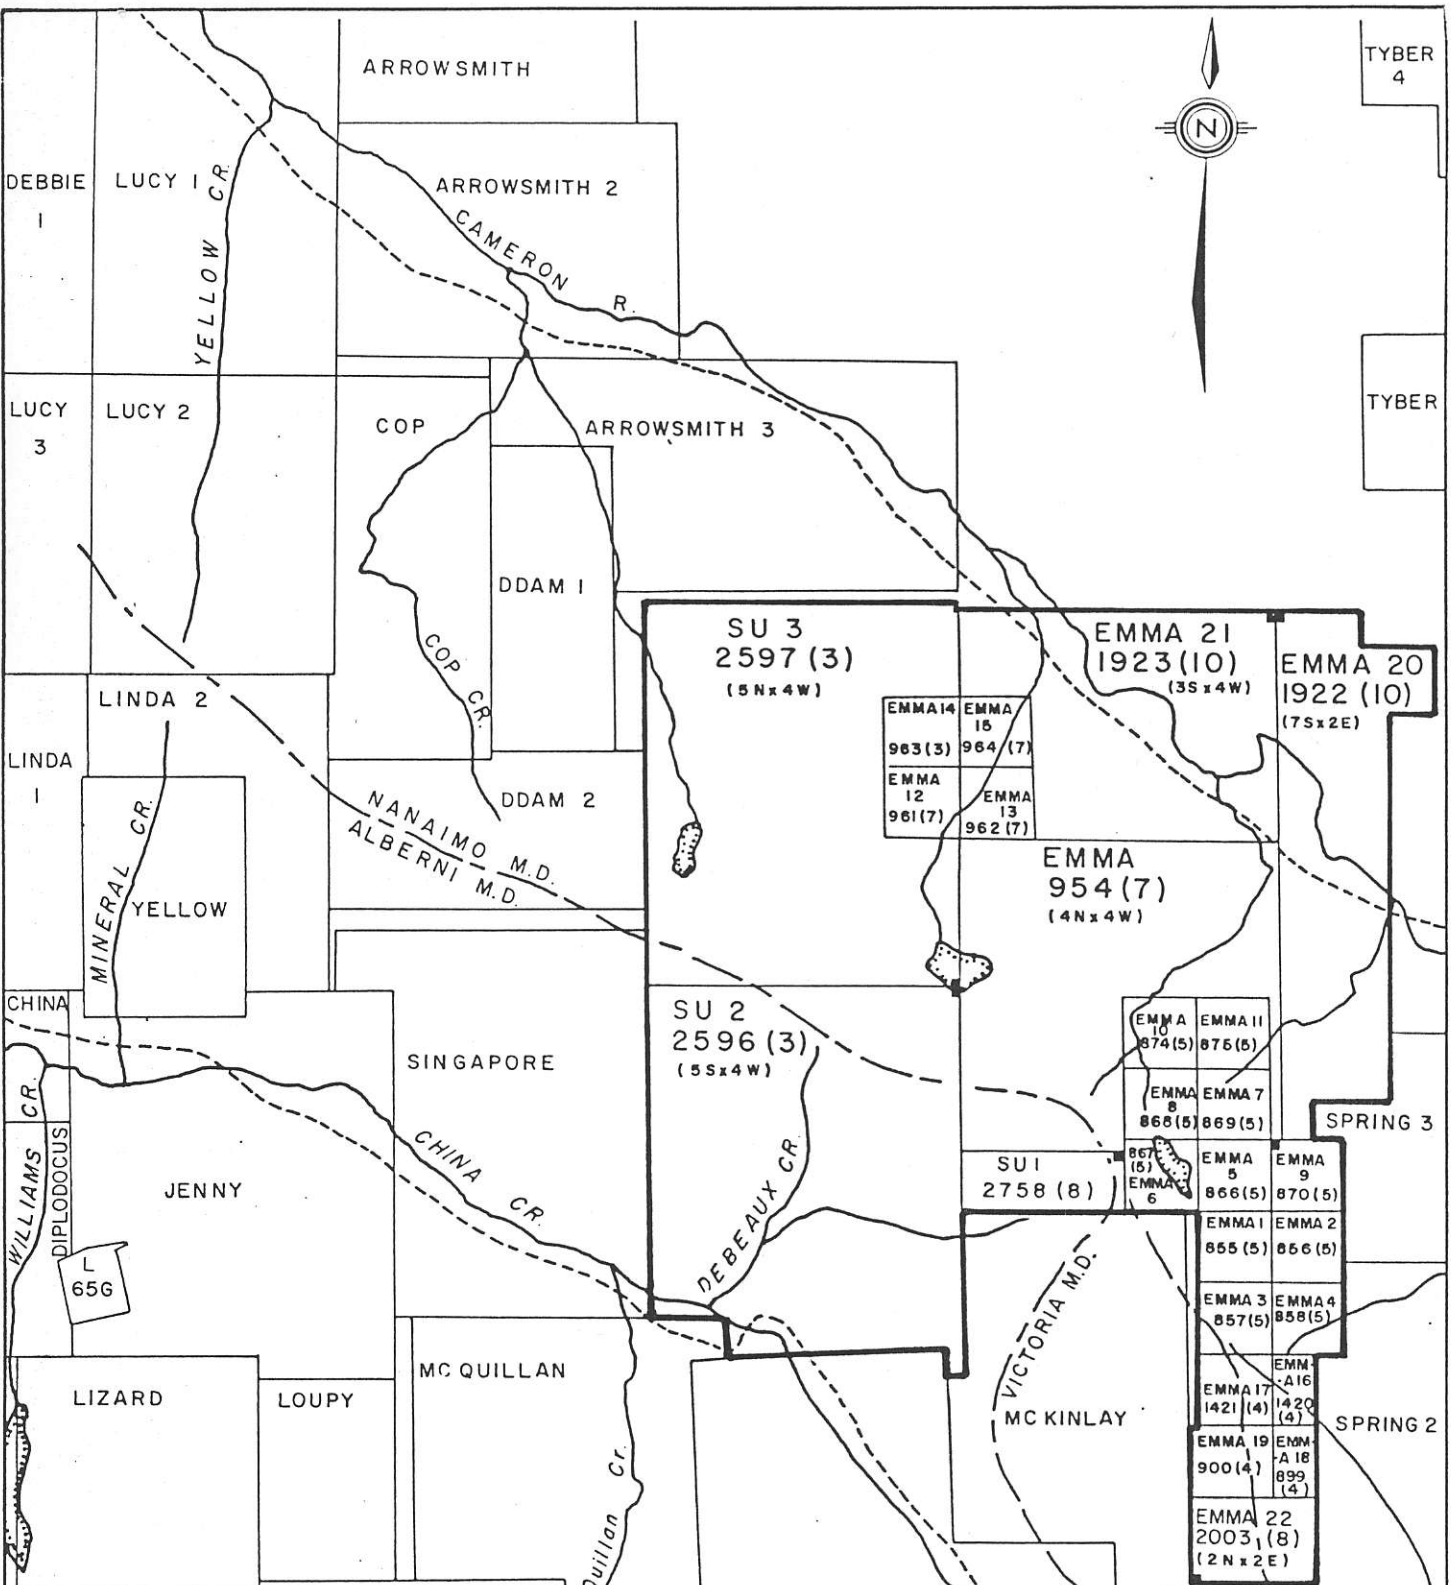 ARROWSMITH
TYBER
4
N
DEBBIE
1
LUCY 1
YELLOW CR.
ARROWSMITH 2
CAMERON R.
LUCY
3
LUCY 2
COP
ARROWSMITH 3
TYBER
DDAM 1
COP CR.
SU 3
2597 (3)
(5N x 4W)
EMMA 21
1923 (10)
(3S x 4W)
EMMA 20
1922 (10)
(7S x 2E)
EMMA 14
963 (3)
EMMA
15
964 (7)
EMMA
12
961 (7)
EMMA
13
962 (7)
LINDA 2
LINDA
1
DDAM 2
NANAIMO M.D.
ALBERNI M.D.
MINERAL CR.
YELLOW
EMMA
954 (7)
(4N x 4W)
CHINA
SU 2
2596 (3)
(5S x 4W)
SINGAPORE
EMMA
10
874 (5)
EMMA 11
875 (5)
EMMA
8
868 (5)
EMMA 7
869 (5)
SPRING 3
WILLIAMS CR.
DIPLODOCUS
JENNY
CHINA CR.
DEBEAUX CR.
SU 1
2758 (8)
867
(5)
EMMA
6
EMMA
5
866 (5)
EMMA
9
870 (5)
EMMA 1
855 (5)
EMMA 2
856 (5)
L
65G
EMMA 3
857 (5)
EMMA 4
858 (5)
VICTORIA M.D.
LIZARD
LOUPY
MC QUILLAN
MC KINLAY
EMMA 17
1421 (4)
EMM-
-A 16
1420
(4)
SPRING 2
EMMA 19
900 (4)
EMM-
-A 18
899
(4)
Quillan Cr.
EMMA 22
2003 (8)
(2N x 2E)